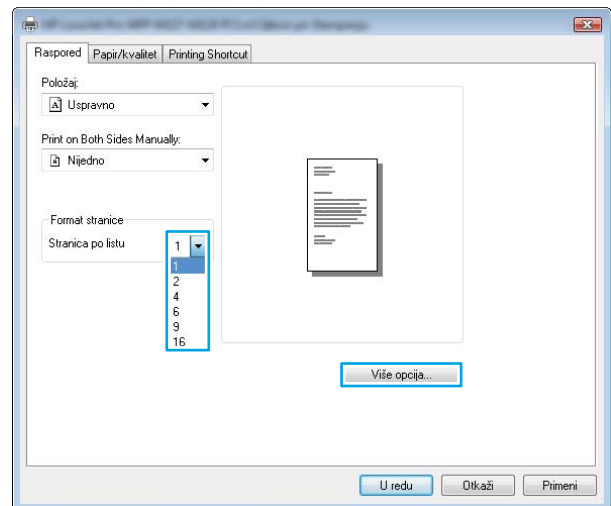 Raspored Papir/kvalitet Printing Shortcut
Položaj:
Uspravno
Print on Both Sides Manually:
Nijedno
Format stranice
Stranica po listu 1
1
2
4
6
9
16
Više opcija...
U redu Otkaži Primeni